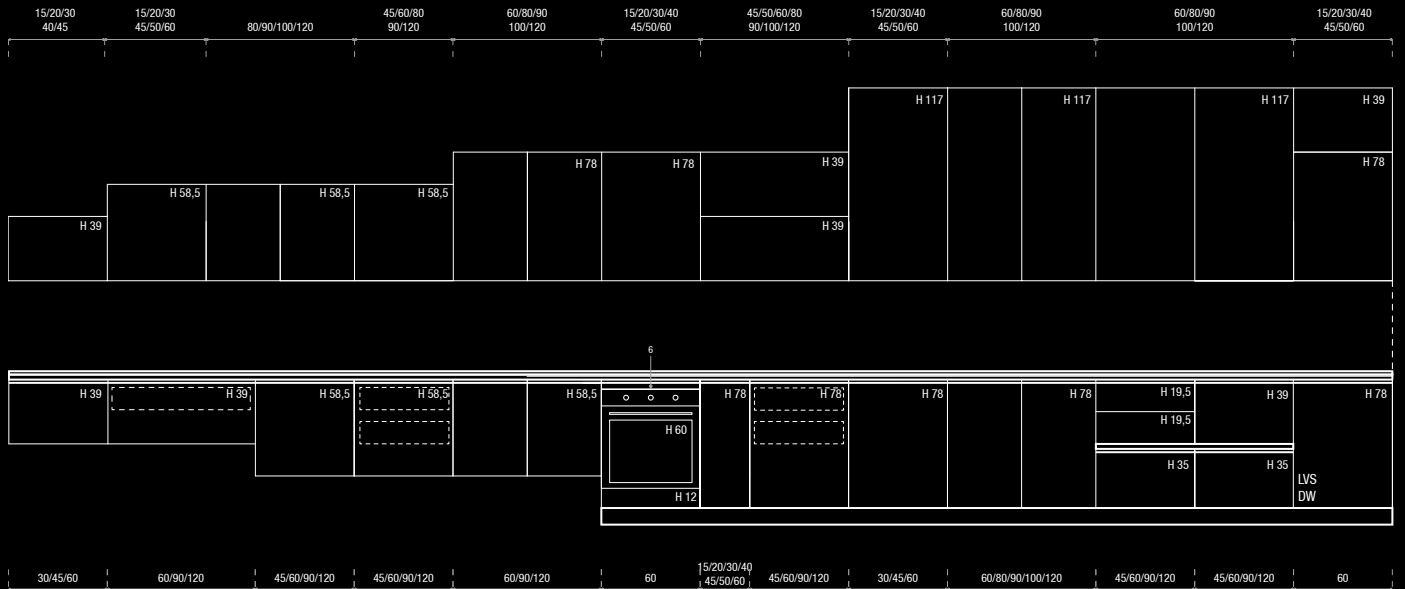 15/20/30
40/45
15/20/30
45/50/60
80/90/100/120
45/60/80
90/120
60/80/90
100/120
15/20/30/40
45/50/60
45/50/60/80
90/100/120
15/20/30/40
45/50/60
60/80/90
100/120
60/80/90
100/120
15/20/30/40
45/50/60
H 117
H 117
H 117
H 39
H 78
H 78
H 39
H 78
H 58,5
H 58,5
H 58,5
H 39
H 39
6
H 39
H 39
H 58,5
H 58,5
H 58,5
H 78
H 78
H 78
H 78
H 19,5
H 39
H 78
H 19,5
H 60
H 35
H 35
LVS
DW
H 12
30/45/60
60/90/120
45/60/90/120
45/60/90/120
60/90/120
60
15/20/30/40
45/50/60
45/60/90/120
30/45/60
60/80/90/100/120
45/60/90/120
45/60/90/120
60